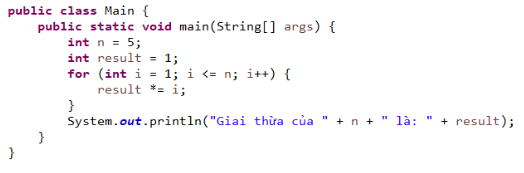 public class Main {
    public static void main(String[] args) {
        int n = 5;
        int result = 1;
        for (int i = 1; i <= n; i++) {
            result *= i;
        }
        System.out.println("Giai thừa của " + n + " là: " + result);
    }
}